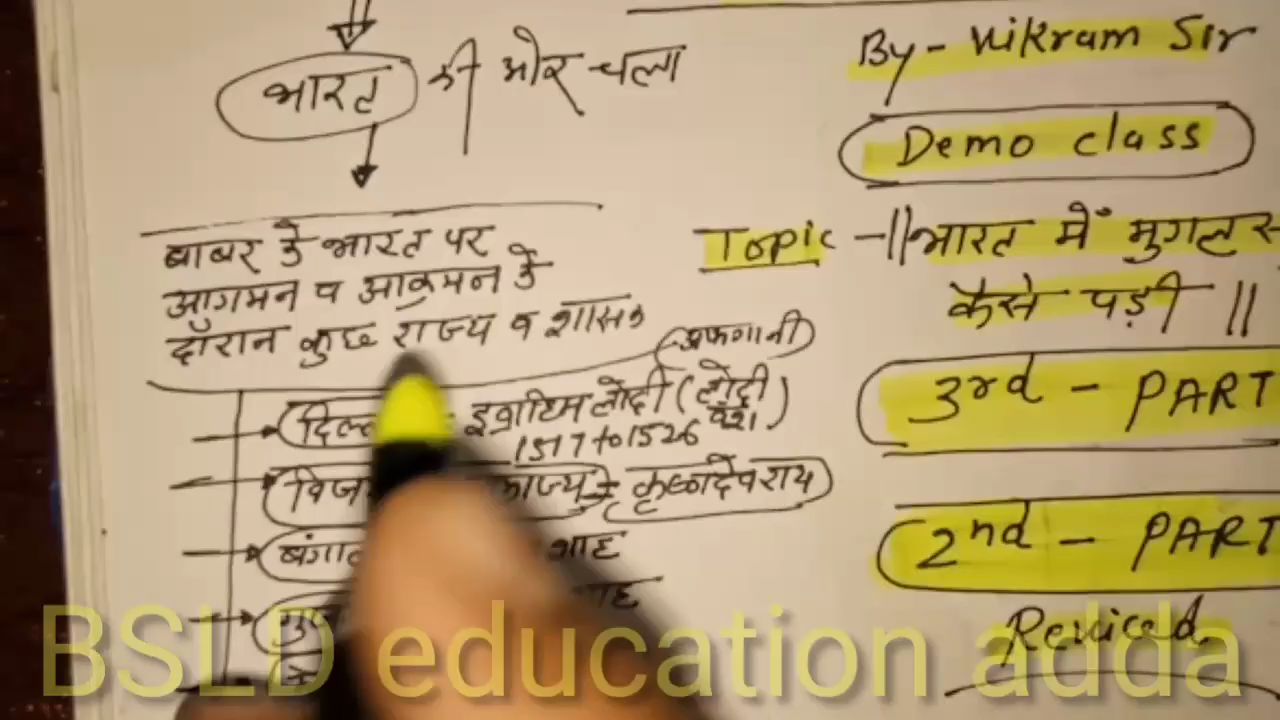 भारत की ओर चला
बाबर के भारत पर
आगमन व आक्रमन के
दौरान कुछ राज्य व शासक
अफगानी
इब्राहिम लोदी (लोदी वंश)
1517 to 1526
कृष्णदेवराय
शाह
शाह
By - Vikram Sir
Demo class
Topic - || भारत में मुगल
कैसे पड़ी ||
3rd - PART
2nd - PART
Reviced
BSLD education adda